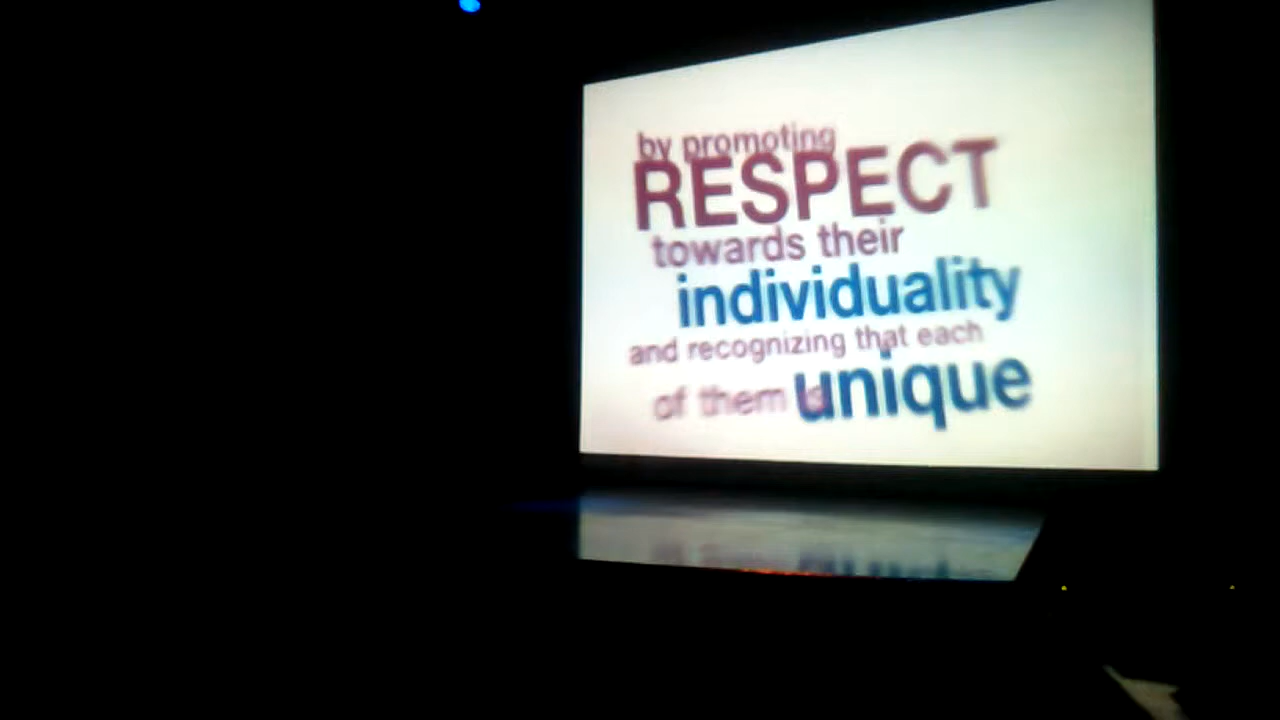 by promoting
RESPECT
towards their
individuality
and recognizing that each
of them is unique